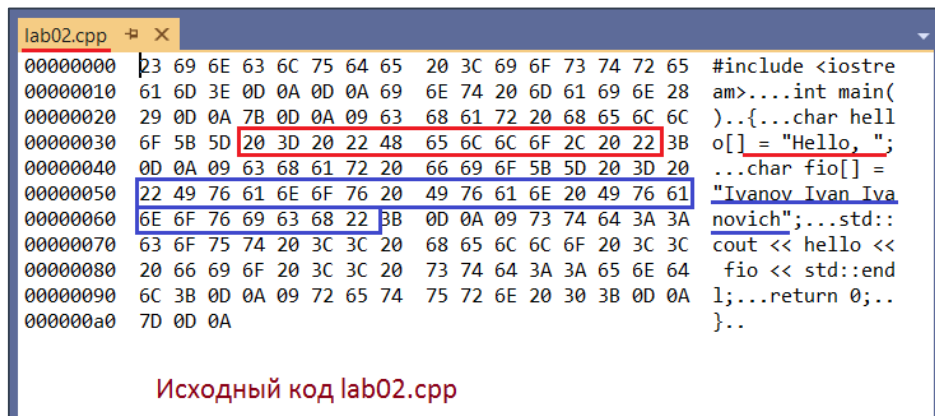 lab02.cpp
00000000 23 69 6E 63 6C 75 64 65 20 3C 69 6F 73 74 72 65 #include <iostre
00000010 61 6D 3E 0D 0A 0D 0A 69 6E 74 20 6D 61 69 6E 28 am>....int main(
00000020 29 0D 0A 7B 0D 0A 09 63 68 61 72 20 68 65 6C 6C )..{...char hell
00000030 6F 5B 5D 20 3D 20 22 48 65 6C 6C 6F 2C 20 22 3B o[] = "Hello, ";
00000040 0D 0A 09 63 68 61 72 20 66 69 6F 5B 5D 20 3D 20 ...char fio[] =
00000050 22 49 76 61 6E 6F 76 20 49 76 61 6E 20 49 76 61 "Ivanov Ivan Iva
00000060 6E 6F 76 69 63 68 22 3B 0D 0A 09 73 74 64 3A 3A novich";...std::
00000070 63 6F 75 74 20 3C 3C 20 68 65 6C 6C 6F 20 3C 3C cout << hello <<
00000080 20 66 69 6F 20 3C 3C 20 73 74 64 3A 3A 65 6E 64 fio << std::end
00000090 6C 3B 0D 0A 09 72 65 74 75 72 6E 20 30 3B 0D 0A l;...return 0;..
000000a0 7D 0D 0A }..
Исходный код lab02.cpp